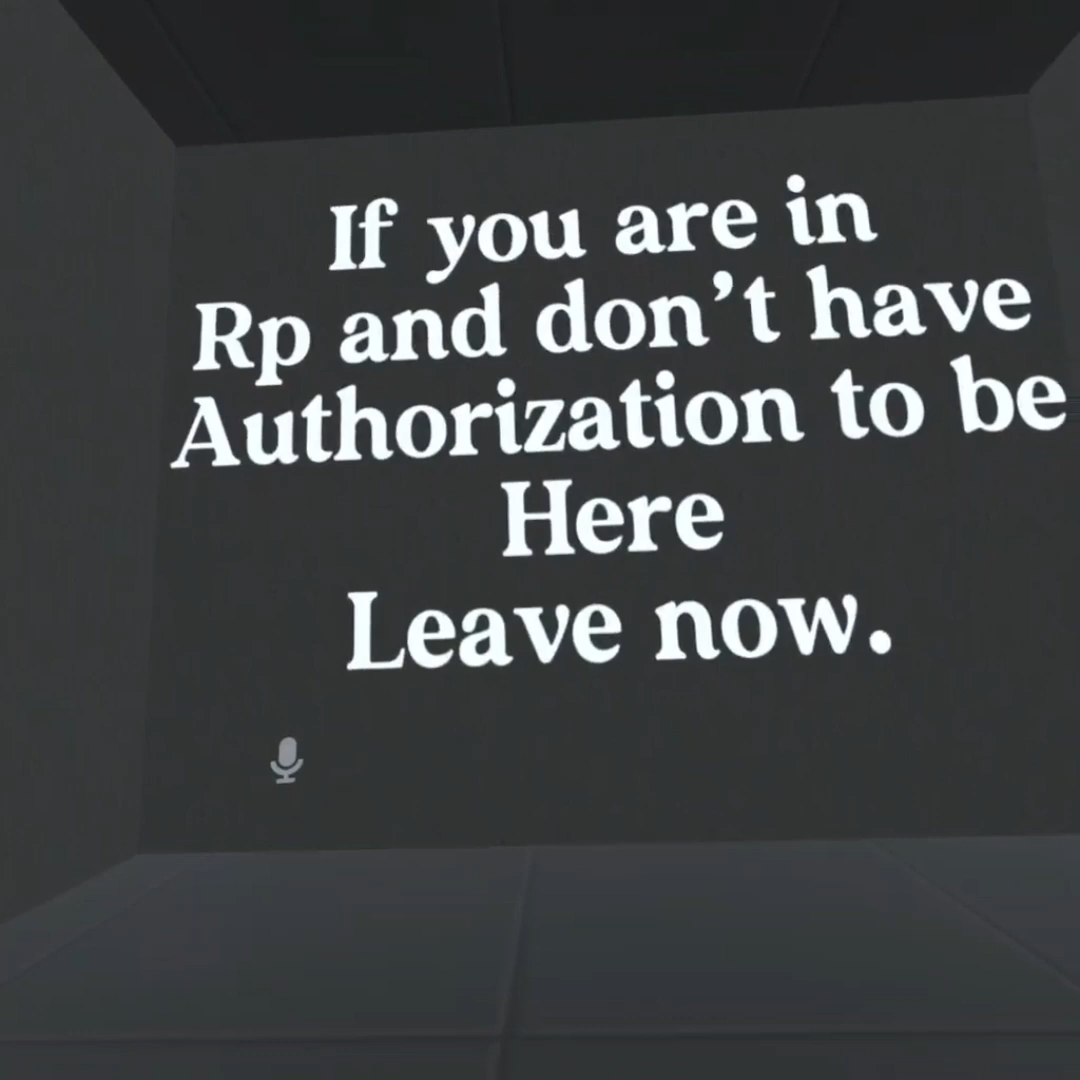 If you are in
Rp and don’t have
Authorization to be
Here
Leave now.